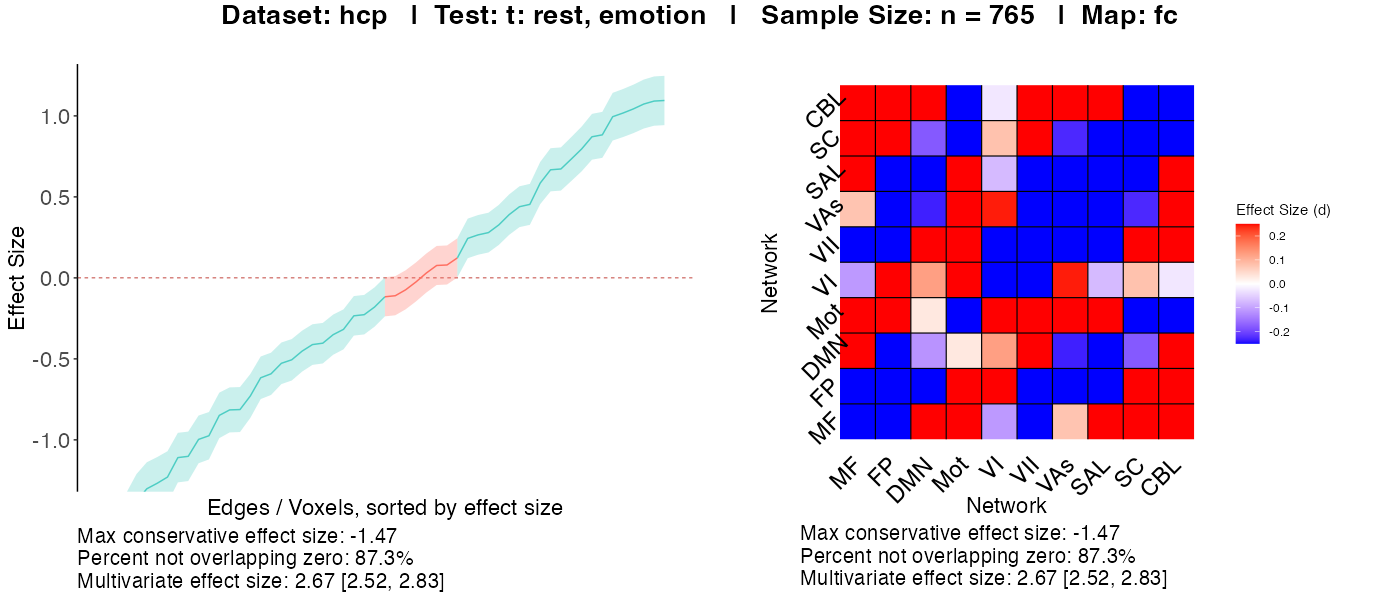 Dataset: hcp   |   Test: t: rest, emotion   |   Sample Size: n = 765   |   Map: fc
Effect Size
1.0
0.5
0.0
-0.5
-1.0
Edges / Voxels, sorted by effect size
Max conservative effect size: -1.47
Percent not overlapping zero: 87.3%
Multivariate effect size: 2.67 [2.52, 2.83]
Network
CBL
SC
SAL
VAs
VII
VI
Mot
DMN
FP
MF
MF FP DMN Mot VI VII VAs SAL SC CBL
Network
Effect Size (d)
0.2
0.1
0.0
-0.1
-0.2
Max conservative effect size: -1.47
Percent not overlapping zero: 87.3%
Multivariate effect size: 2.67 [2.52, 2.83]